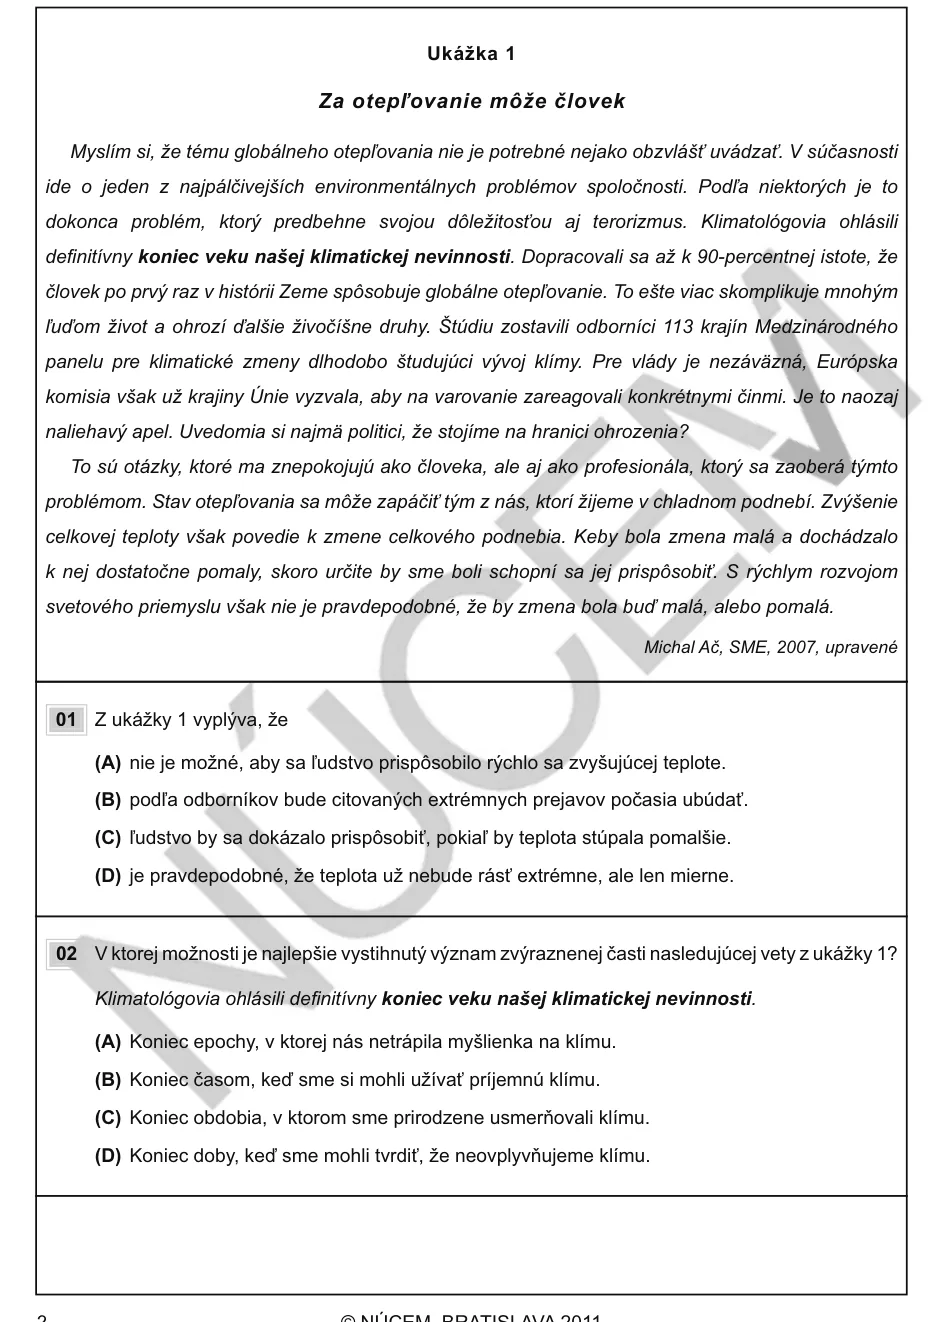 Ukážka 1
Za otepľovanie môže človek
Myslím si, že tému globálneho otepľovania nie je potrebné nejako obzvlášť uvádzať. V súčasnosti
ide o jeden z najpálčivejších environmentálnych problémov spoločnosti. Podľa niektorých je to
dokonca problém, ktorý predbehne svojou dôležitosťou aj terorizmus. Klimatológovia ohlásili
definitívny koniec veku našej klimatickej nevinnosti. Dopracovali sa až k 90-percentnej istote, že
človek po prvý raz v histórii Zeme spôsobuje globálne otepľovanie. To ešte viac skomplikuje mnohým
ľuďom život a ohrozí ďalšie živočíšne druhy. Štúdiu zostavili odborníci 113 krajín Medzinárodného
panelu pre klimatické zmeny dlhodobo študujúci vývoj klímy. Pre vlády je nezáväzná, Európska
komisia však už krajiny Únie vyzvala, aby na varovanie zareagovali konkrétnymi činmi. Je to naozaj
naliehavý apel. Uvedomia si najmä politici, že stojíme na hranici ohrozenia?
To sú otázky, ktoré ma znepokojujú ako človeka, ale aj ako profesionála, ktorý sa zaoberá týmto
problémom. Stav otepľovania sa môže zapáčiť tým z nás, ktorí žijeme v chladnom podnebí. Zvýšenie
celkovej teploty však povedie k zmene celkového podnebia. Keby bola zmena malá a dochádzalo
k nej dostatočne pomaly, skoro určite by sme boli schopní sa jej prispôsobiť. S rýchlym rozvojom
svetového priemyslu však nie je pravdepodobné, že by zmena bola buď malá, alebo pomalá.
Michal Ač, SME, 2007, upravené
01 Z ukážky 1 vyplýva, že
(A) nie je možné, aby sa ľudstvo prispôsobilo rýchlo sa zvyšujúcej teplote.
(B) podľa odborníkov bude citovaných extrémnych prejavov počasia ubúdať.
(C) ľudstvo by sa dokázalo prispôsobiť, pokiaľ by teplota stúpala pomalšie.
(D) je pravdepodobné, že teplota už nebude rásť extrémne, ale len mierne.
02 V ktorej možnosti je najlepšie vystihnutý význam zvýraznenej časti nasledujúcej vety z ukážky 1?
Klimatológovia ohlásili definitívny koniec veku našej klimatickej nevinnosti.
(A) Koniec epochy, v ktorej nás netrápila myšlienka na klímu.
(B) Koniec časom, keď sme si mohli užívať príjemnú klímu.
(C) Koniec obdobia, v ktorom sme prirodzene usmerňovali klímu.
(D) Koniec doby, keď sme mohli tvrdiť, že neovplyvňujeme klímu.
NÚCEM
2 © NÚCEM, BRATISLAVA 2011